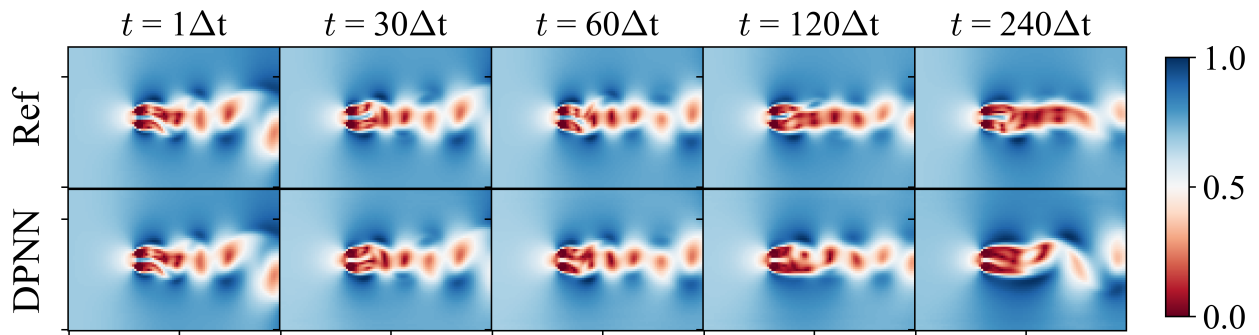 t = 1Δt
t = 30Δt
t = 60Δt
t = 120Δt
t = 240Δt
Ref
DPNN
1.0
0.5
0.0